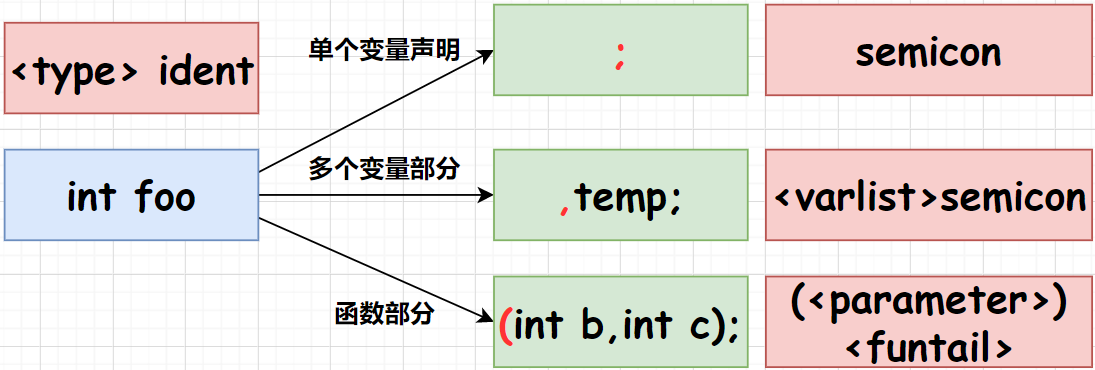 <type> ident
单个变量声明
;
semicon
int foo
多个变量部分
,temp;
<varlist>semicon
函数部分
(int b,int c);
(<parameter>)
<funtail>